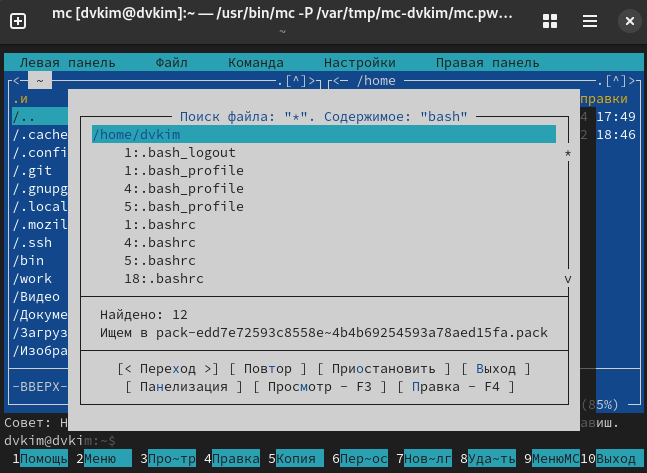 mc [dvkim@dvkim]:~ — /usr/bin/mc -P /var/tmp/mc-dvkim/mc.pw…
~
Левая панель Файл Команда Настройки Правая панель
<— ~ .[^]> <— /home .[^]>
.и правки
/.. 4 17:49
/.cache 2 18:46
/.confi
/.git
/.gnupg
/.local
/.mozil
/.ssh
/bin
/work
/Видео
/Докуме
/Загруз
/Изобра
-ВВЕРХ-
(85%)
Поиск файла: "*". Содержимое: "bash"
/home/dvkim
1:.bash_logout
1:.bash_profile
4:.bash_profile
5:.bash_profile
1:.bashrc
4:.bashrc
5:.bashrc
18:.bashrc
Найдено: 12
Ищем в pack-edd7e72593c8558e~4b4b69254593a78aed15fa.pack
[< Переход >] [ Повтор ] [ Приостановить ] [ Выход ]
[ Панелизация ] [ Просмотр - F3 ] [ Правка - F4 ]
Совет: Н авиш.
dvkim@dvkim:~$
1Помощь 2Меню 3Про~тр 4Правка 5Копия 6Пер~ос 7Нов~лг 8Уда~ть 9МенюMC 10Выход